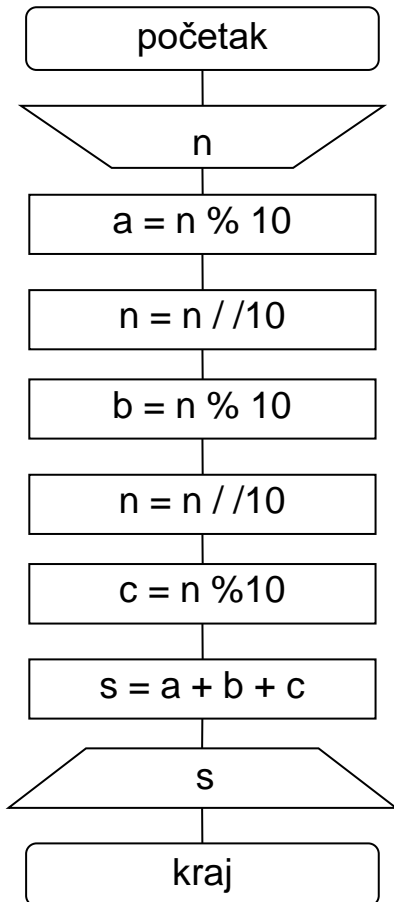 početak
n
a = n % 10
n = n / /10
b = n % 10
n = n / /10
c = n %10
s = a + b + c
s
kraj